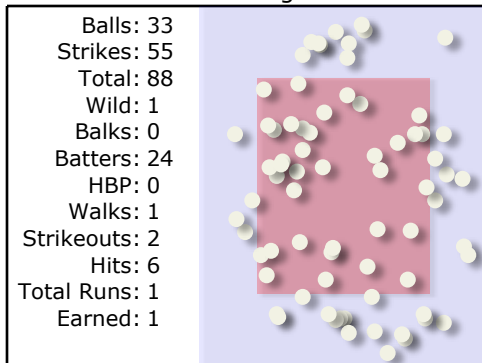 Balls: 33
Strikes: 55
Total: 88
Wild: 1
Balks: 0
Batters: 24
HBP: 0
Walks: 1
Strikeouts: 2
Hits: 6
Total Runs: 1
Earned: 1